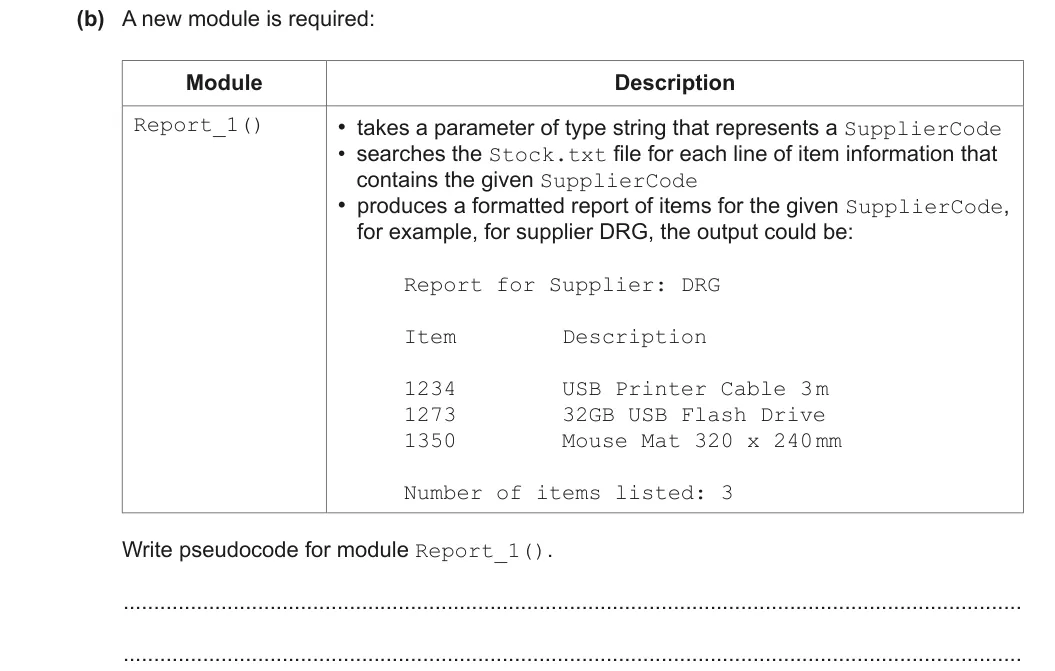 (b) A new module is required:
Module Description
Report_1()
• takes a parameter of type string that represents a SupplierCode
• searches the Stock.txt file for each line of item information that
contains the given SupplierCode
• produces a formatted report of items for the given SupplierCode,
for example, for supplier DRG, the output could be:
Report for Supplier: DRG
Item Description
1234 USB Printer Cable 3m
1273 32GB USB Flash Drive
1350 Mouse Mat 320 x 240mm
Number of items listed: 3
Write pseudocode for module Report_1().